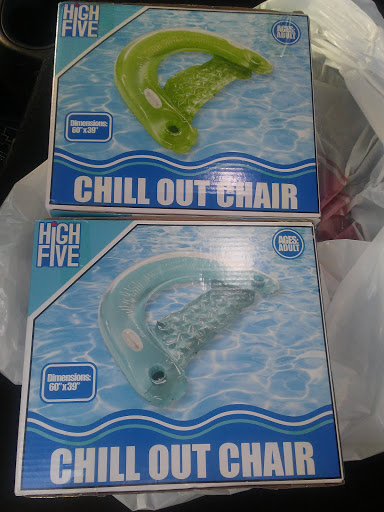 HIGH
FIVE
AGES:
ADULT
Dimensions:
60"x39"
CHILL OUT CHAIR
HIGH
FIVE
AGES:
ADULT
Dimensions:
60"x39"
CHILL OUT CHAIR